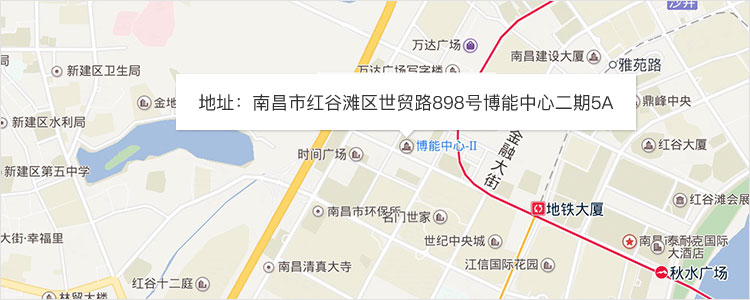 沙井
万达广场
南昌建设大厦
雅苑路
新建区卫生局
万达广场写字楼
金地
鼎峰中央
地址：南昌市红谷滩区世贸路898号博能中心二期5A
新建区水利局
金融大街
博能中心-II
红谷大厦
时间广场
新建区第五中学
红谷滩会展
南昌市环保所
名门世家
地铁大厦
大街·幸福里
世纪中央城
南昌市泰耐克国际
大酒店
南昌清真大寺
江信国际花园
秋水广场
红谷十二庭
林贸大楼